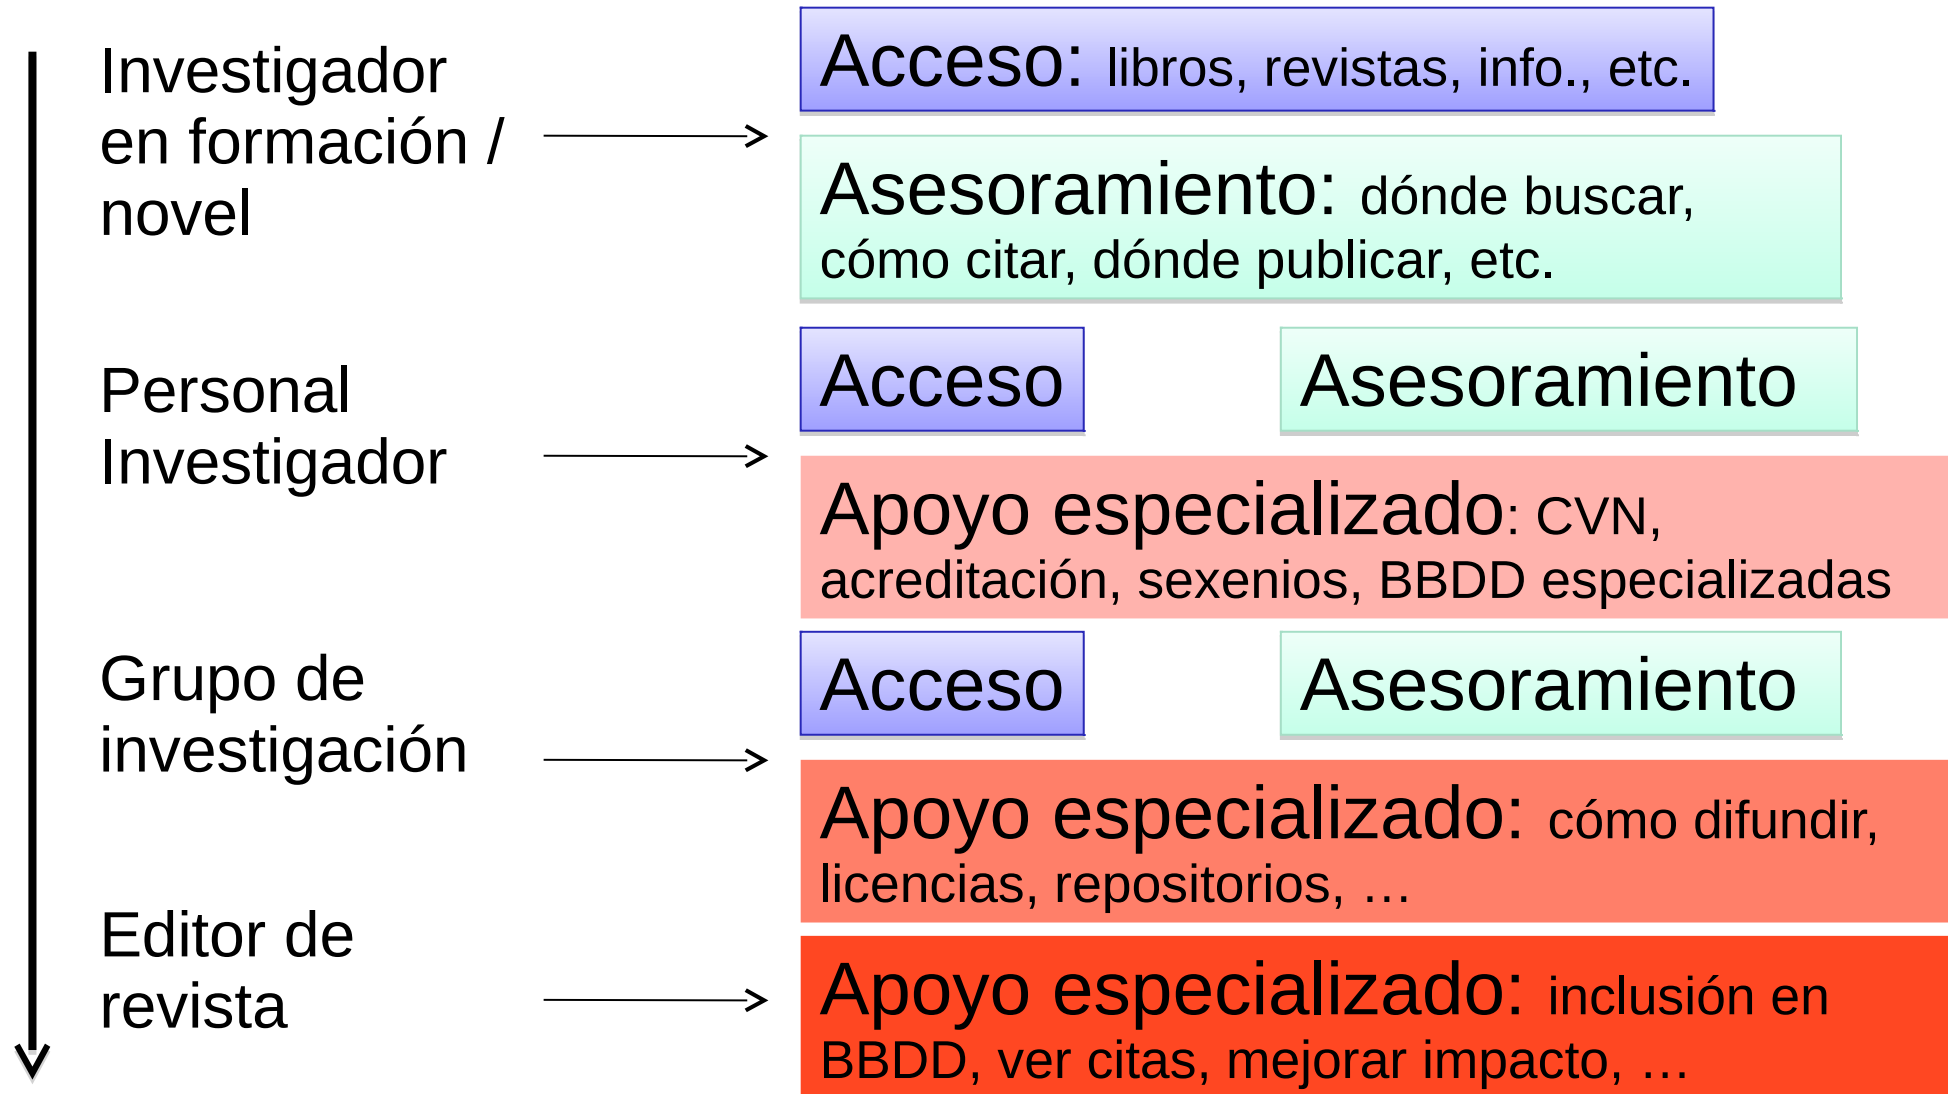 Investigador
en formación /
novel
Acceso: libros, revistas, info., etc.
Asesoramiento: dónde buscar,
cómo citar, dónde publicar, etc.
Personal
Investigador
Acceso
Asesoramiento
Apoyo especializado: CVN,
acreditación, sexenios, BBDD especializadas
Grupo de
investigación
Acceso
Asesoramiento
Apoyo especializado: cómo difundir,
licencias, repositorios, …
Editor de
revista
Apoyo especializado: inclusión en
BBDD, ver citas, mejorar impacto, …